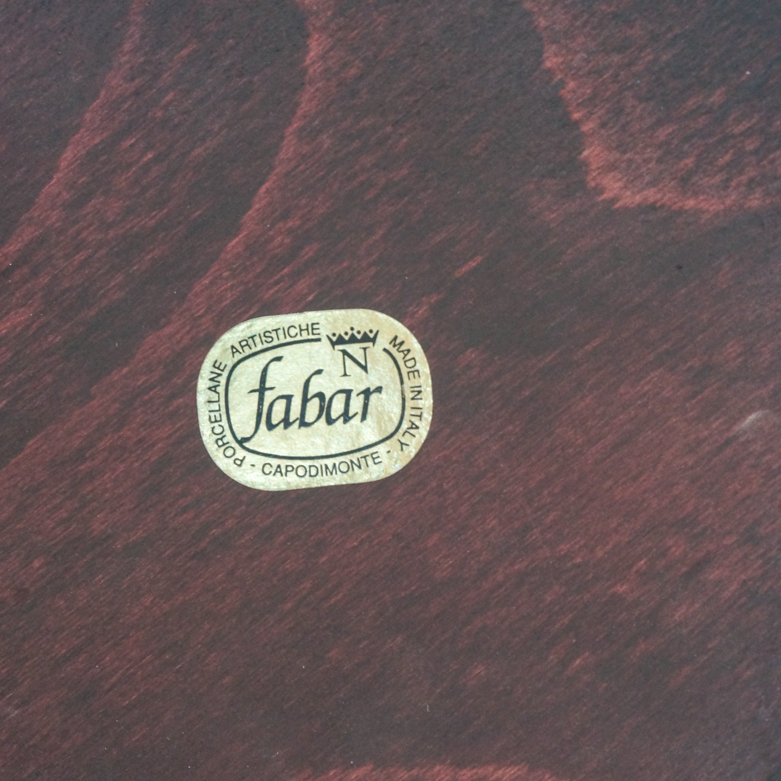 PORCELLANE ARTISTICHE
MADE IN ITALY
N
fabar
- CAPODIMONTE -